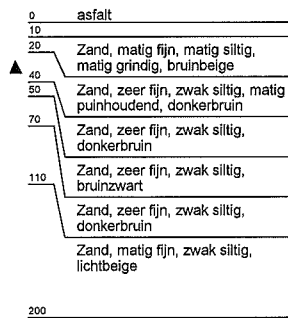 0 asfalt
10
20
Zand, matig fijn, matig siltig,
matig grindig, bruinbeige
40
Zand, zeer fijn, zwak siltig, matig
50
puinhoudend, donkerbruin
70
Zand, zeer fijn, zwak siltig,
donkerbruin
Zand, zeer fijn, zwak siltig,
110
bruinzwart
Zand, zeer fijn, zwak siltig,
donkerbruin
Zand, matig fijn, zwak siltig,
lichtbeige
200